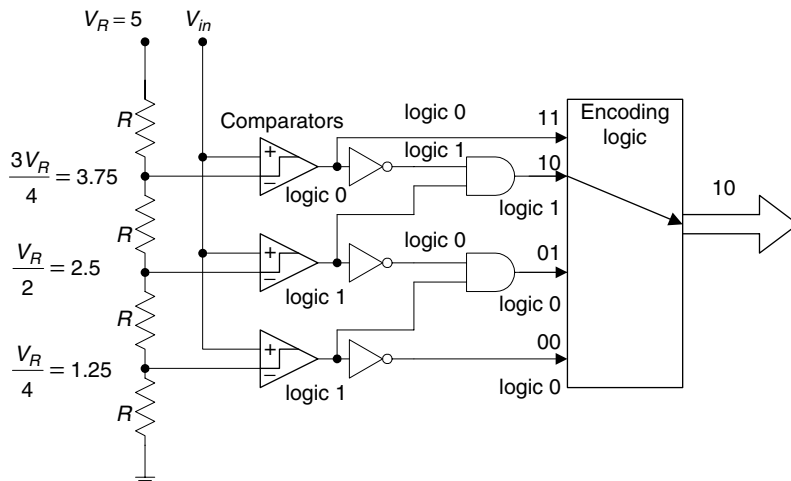 V_R = 5
V_in
R
Comparators
logic 0
11
Encoding
logic
+
−
logic 1
10
10
3V_R/4 = 3.75
logic 0
logic 1
R
V_R/2 = 2.5
+
−
logic 0
01
logic 1
logic 0
R
+
−
00
V_R/4 = 1.25
logic 1
logic 0
R